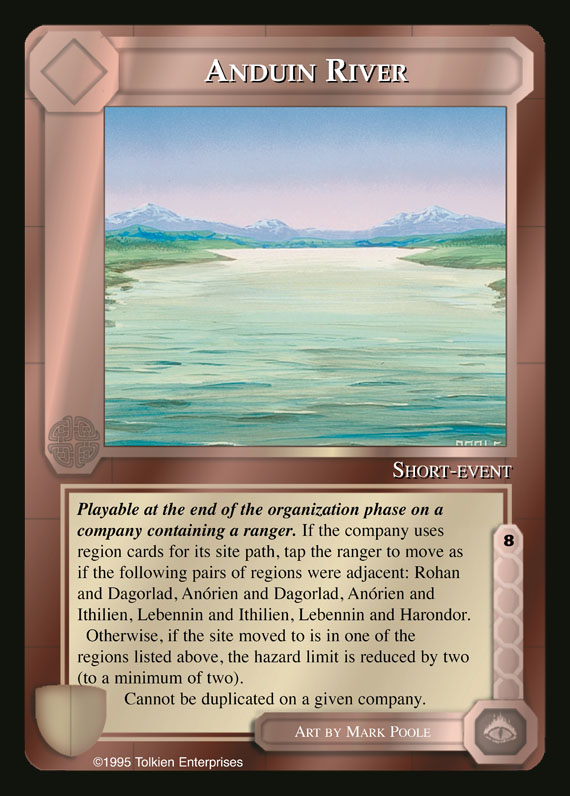 ANDUIN RIVER
POOLE
SHORT-EVENT
Playable at the end of the organization phase on a
company containing a ranger. If the company uses
region cards for its site path, tap the ranger to move as
if the following pairs of regions were adjacent: Rohan
and Dagorlad, Anórien and Dagorlad, Anórien and
Ithilien, Lebennin and Ithilien, Lebennin and Harondor.
Otherwise, if the site moved to is in one of the
regions listed above, the hazard limit is reduced by two
(to a minimum of two).
Cannot be duplicated on a given company.
8
ART BY MARK POOLE
©1995 Tolkien Enterprises